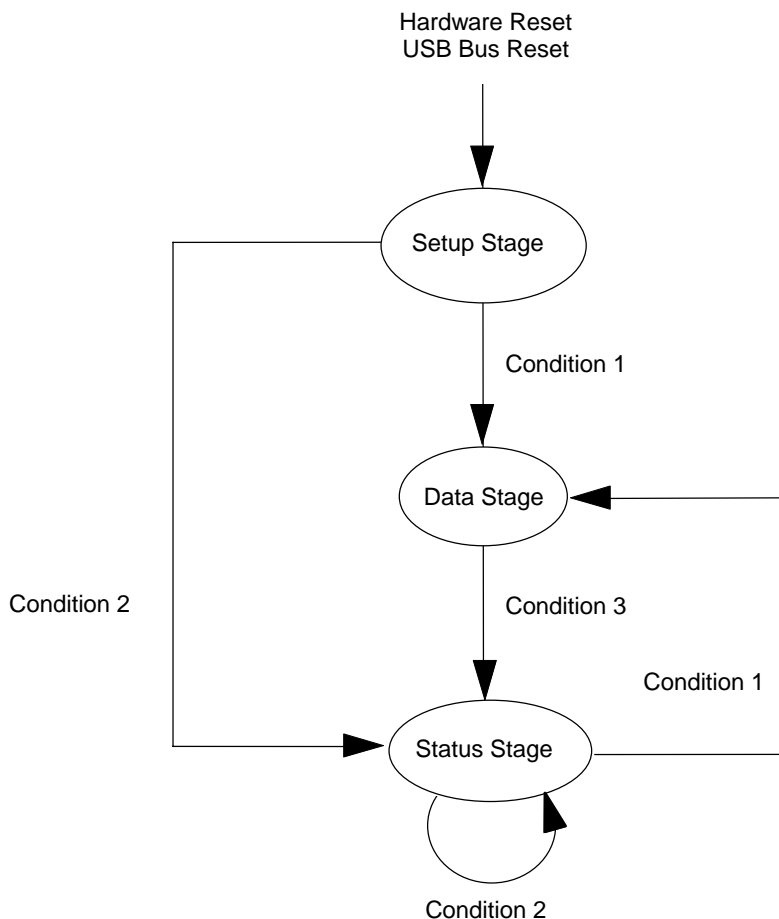 Hardware Reset
USB Bus Reset
Setup Stage
Condition 1
Data Stage
Condition 2
Condition 3
Condition 1
Status Stage
Condition 2